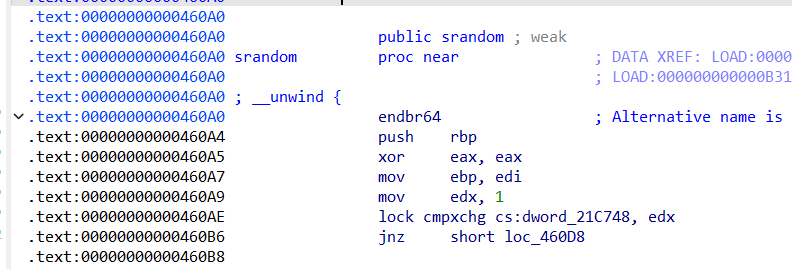 .text:00000000000460A0
.text:00000000000460A0 public srandom ; weak
.text:00000000000460A0 srandom proc near ; DATA XREF: LOAD:0000
.text:00000000000460A0 ; LOAD:000000000000B31
.text:00000000000460A0 ; __unwind {
.text:00000000000460A0 endbr64 ; Alternative name is
.text:00000000000460A4 push rbp
.text:00000000000460A5 xor eax, eax
.text:00000000000460A7 mov ebp, edi
.text:00000000000460A9 mov edx, 1
.text:00000000000460AE lock cmpxchg cs:dword_21C748, edx
.text:00000000000460B6 jnz short loc_460D8
.text:00000000000460B8